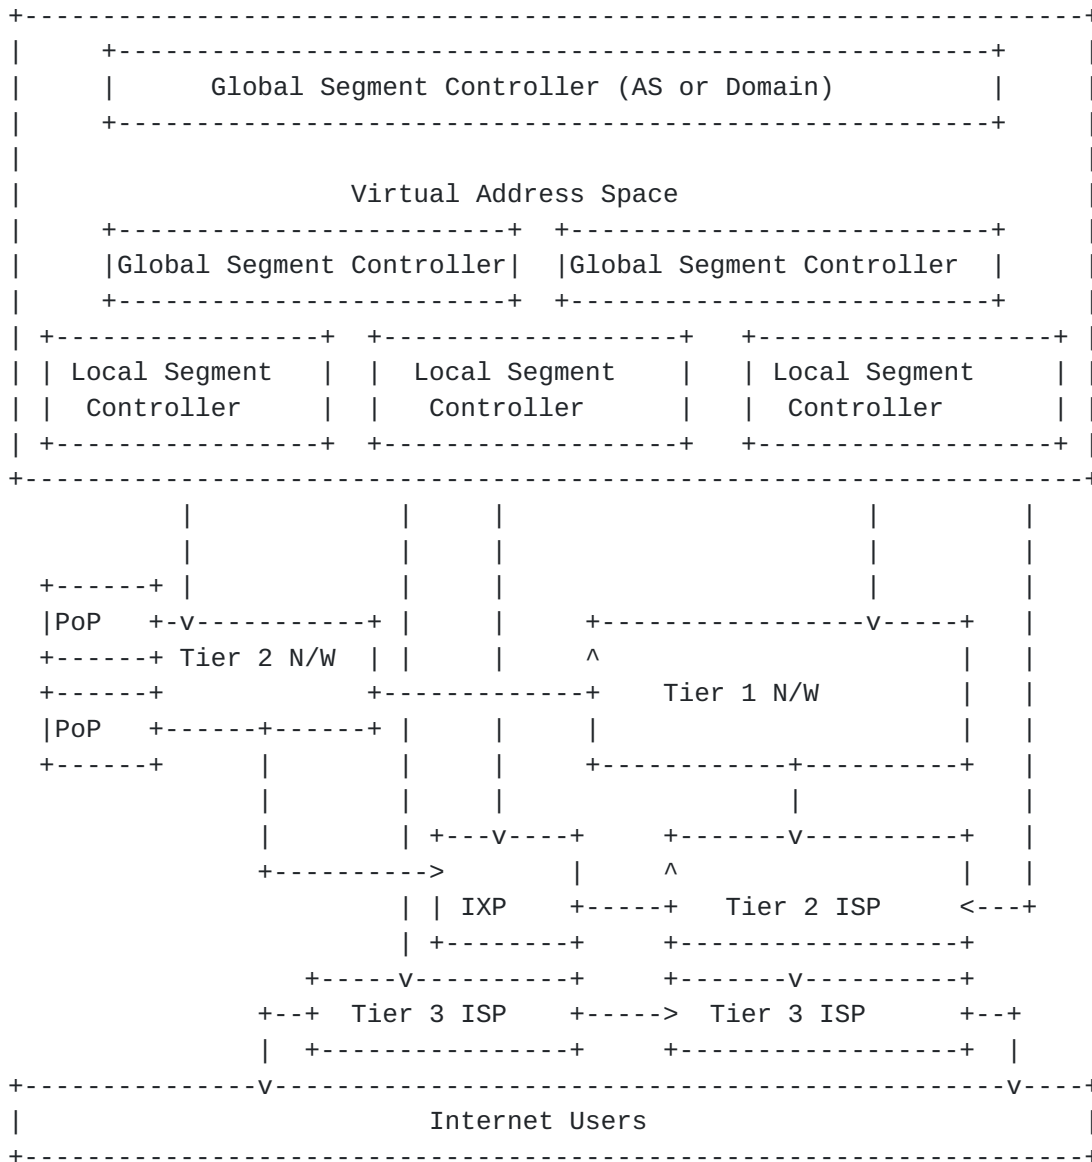 Global Segment Controller (AS or Domain)
Virtual Address Space
Global Segment Controller Global Segment Controller
Local Segment Local Segment Local Segment
Controller Controller Controller
PoP
Tier 2 N/W
Tier 1 N/W
PoP
IXP Tier 2 ISP
Tier 3 ISP Tier 3 ISP
Internet Users